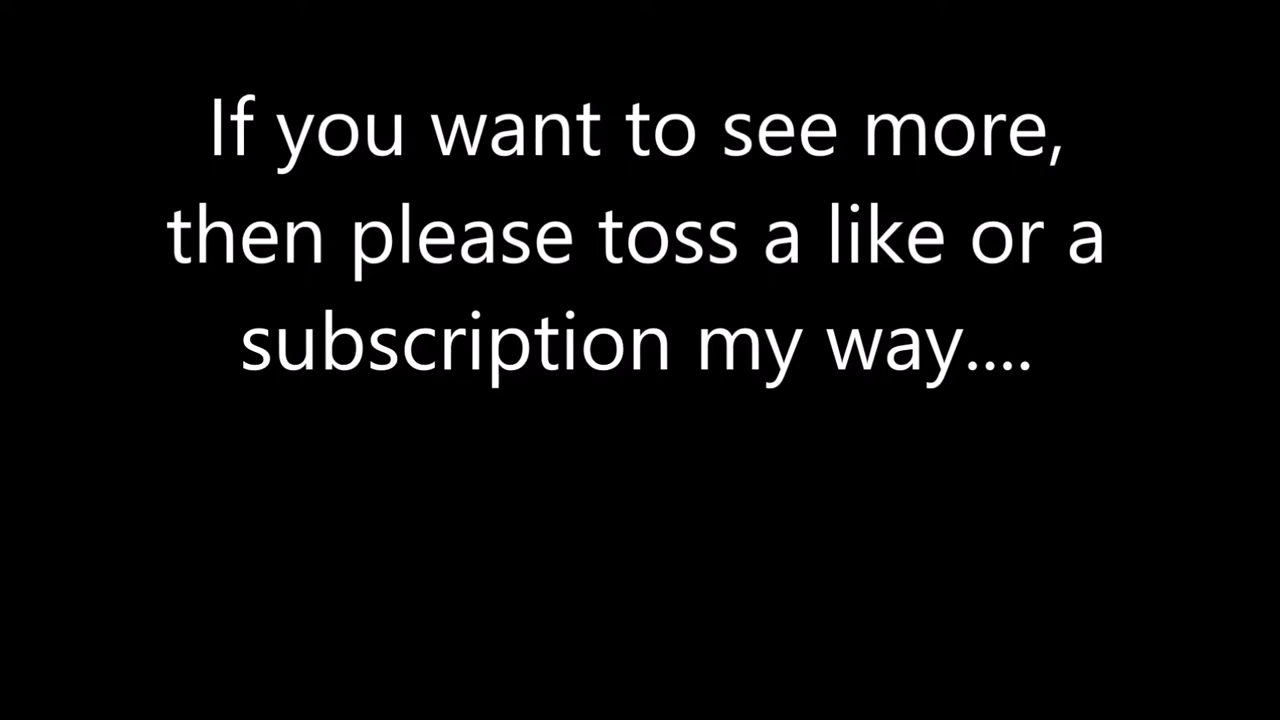 If you want to see more,
then please toss a like or a
subscription my way....